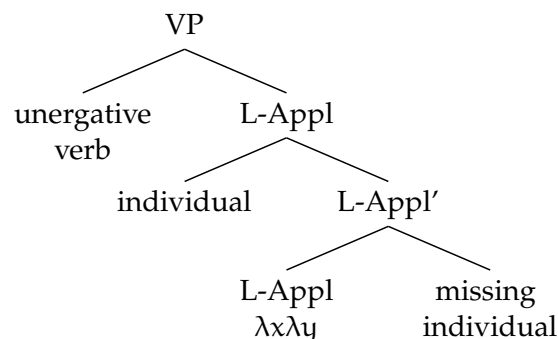 VP
unergative
verb
L-Appl
individual
L-Appl’
L-Appl
λxλy
missing
individual